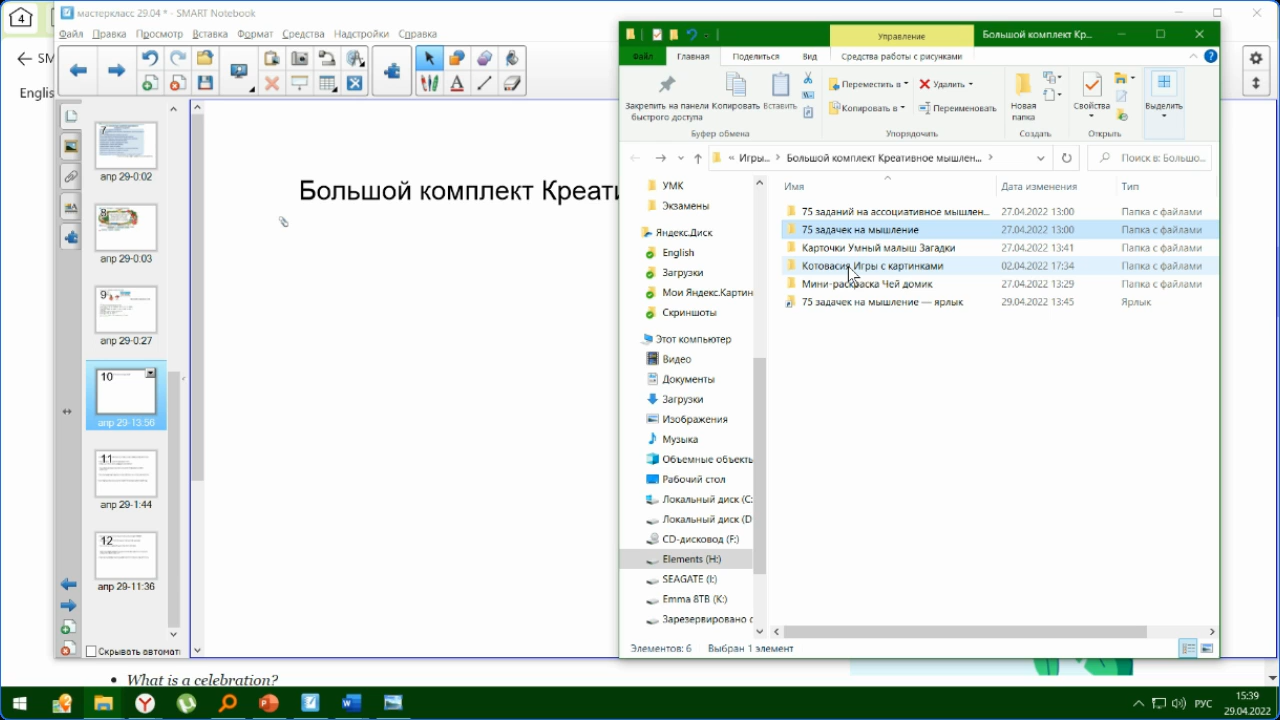 4
мастеркласс 29.04 * - SMART Notebook
Файл Правка Просмотр Вставка Формат Средства Надстройки Справка
SM
Englis
7
апр 29-0:02
8
апр 29-0:03
9
апр 29-0:27
10
апр 29-13:56
11
апр 29-1:44
12
апр 29-11:36
Скрывать автомат
Большой комплект Креати
What is a celebration?
Управление
Большой комплект Кр...
Файл Главная Поделиться Вид Средства работы с рисунками
Закрепить на панели быстрого доступа
Копировать
Вставить
Буфер обмена
Переместить в
Копировать в
Удалить
Переименовать
Упорядочить
Новая папка
Создать
Свойства
Открыть
Выделить
« Игры... › Большой комплект Креативное мышлен... ›
Поиск в: Большо...
УМК
Экзамены
Яндекс.Диск
English
Загрузки
Мои Яндекс.Картин
Скриншоты
Этот компьютер
Видео
Документы
Загрузки
Изображения
Музыка
Объемные объекть
Рабочий стол
Локальный диск (C:
Локальный диск (D
CD-дисковод (F:)
Elements (H:)
SEAGATE (I:)
Emma 8TB (K:)
Зарезервировано с
Имя Дата изменения Тип
75 заданий на ассоциативное мышлен... 27.04.2022 13:00 Папка с файлами
75 задачек на мышление 27.04.2022 13:00 Папка с файлами
Карточки Умный малыш Загадки 27.04.2022 13:41 Папка с файлами
Котовасия Игры с картинками 02.04.2022 17:34 Папка с файлами
Мини-раскраска Чей домик 27.04.2022 13:29 Папка с файлами
75 задачек на мышление — ярлык 29.04.2022 13:45 Ярлык
Элементов: 6 Выбран 1 элемент
РУС
15:39
29.04.2022